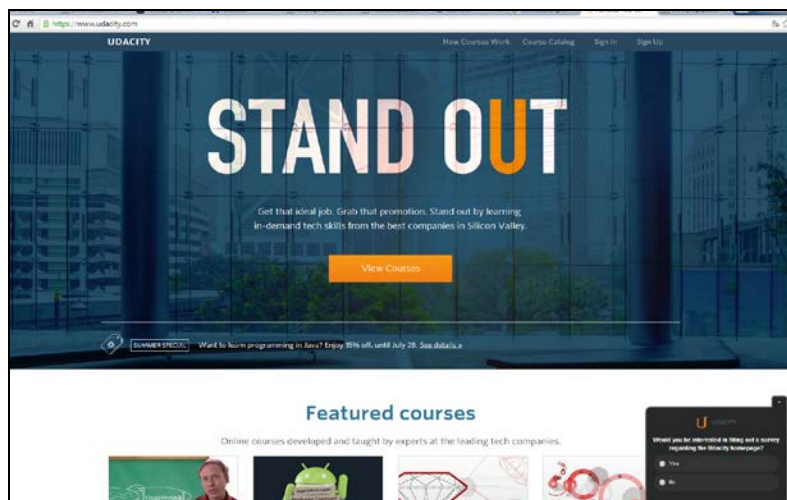 https://www.udacity.com
UDACITY
How Courses Work Course Catalog Sign In Sign Up
STAND OUT
Get that ideal job. Grab that promotion. Stand out by learning
in-demand tech skills from the best companies in Silicon Valley.
View Courses
SUMMER SPECIAL Want to learn programming in Java? Enjoy 15% off, until July 28. See details »
Featured courses
Online courses developed and taught by experts at the leading tech companies.
UDACITY
Would you be interested in filling out a survey
regarding the Udacity homepage?
Yes
No